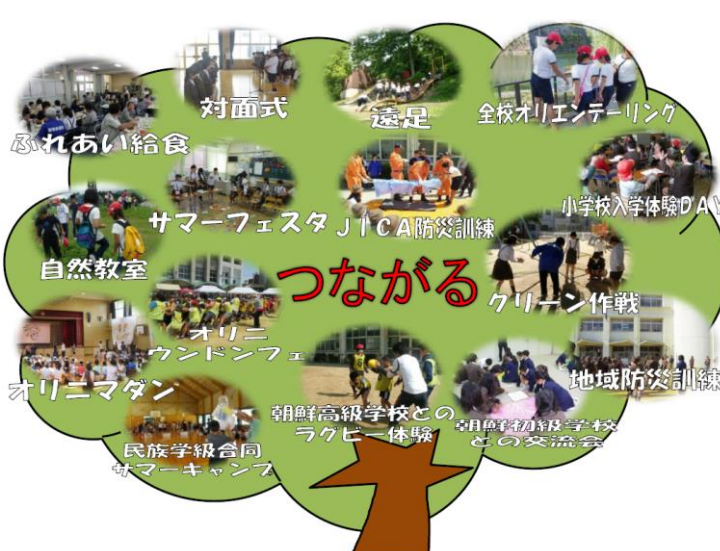 対面式
遠足
全校オリエンテーリング
ふれあい給食
サマーフェスタ
JICA防災訓練
小学校入学体験DAY
自然教室
つながる
クリーン作戦
オリニ
ウンドンフェ
オリニマダン
地域防災訓練
朝鮮高級学校との
ラグビー体験
朝鮮初級学校
との交流会
民族学級合同
サマーキャンプ